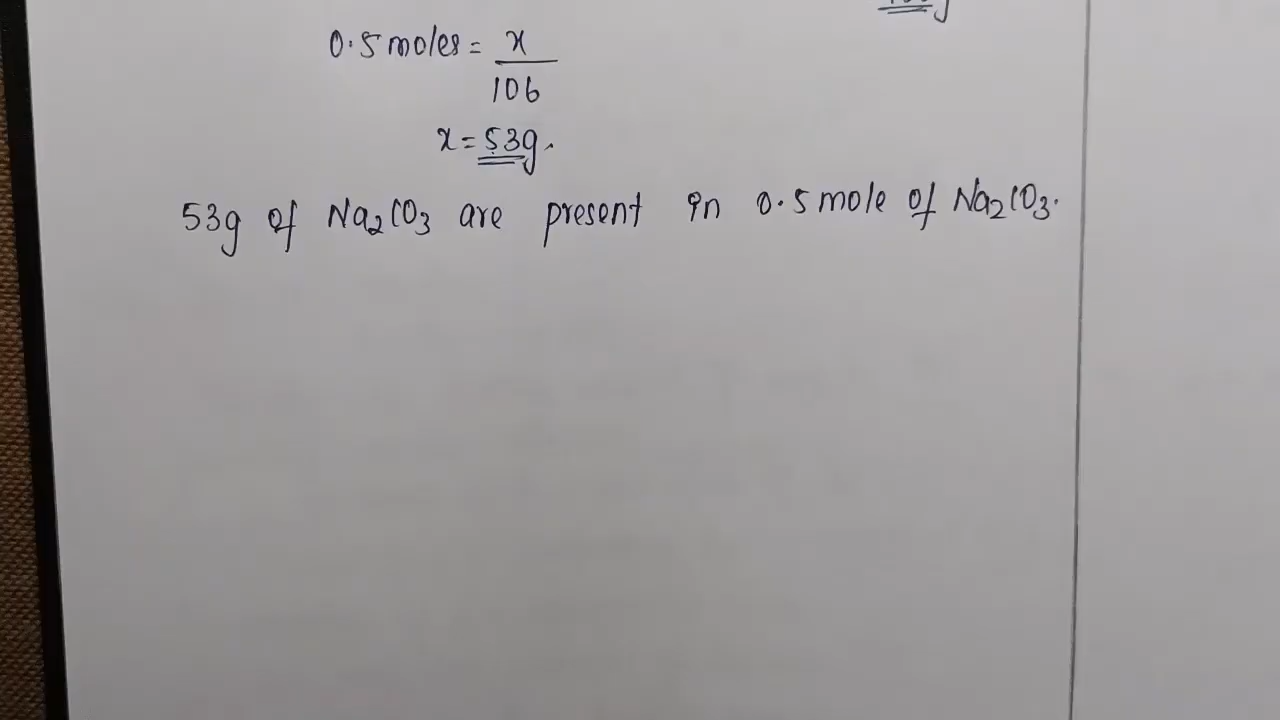 0.5 moles = x
106
x = 53g.
53g of Na2CO3 are present in 0.5 mole of Na2CO3.